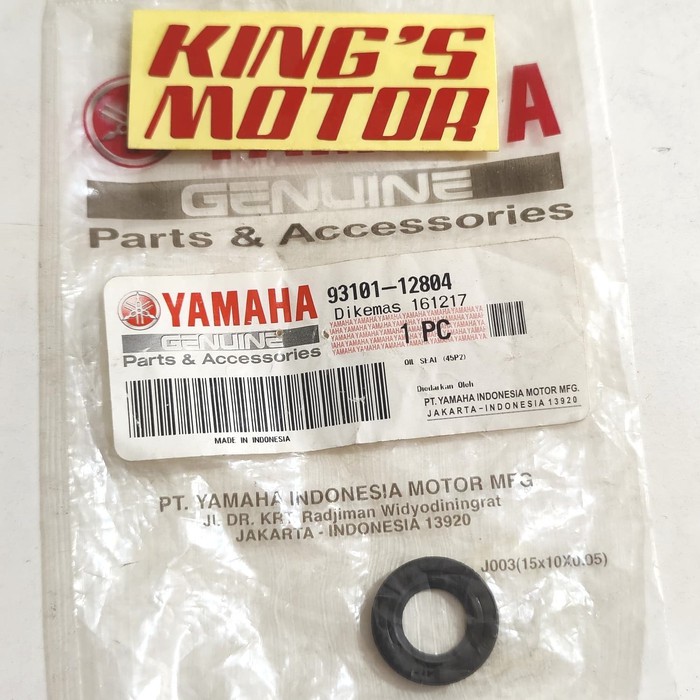 KING'S
MOTOR
GENUINE
Parts & Accessories
YAMAHA
93101-12804
Dikemas 161217
GENUINE
1 PC
Parts & Accessories
OIL SEAL (45P2)
Diedarkan Oleh
PT. YAMAHA INDONESIA MOTOR MFG.
JAKARTA-INDONESIA 13920
MADE IN INDONESIA
PT. YAMAHA INDONESIA MOTOR MFG
Jl. DR. KRT. Radjiman Widyodiningrat
JAKARTA - INDONESIA 13920
J003(15x10X0.05)